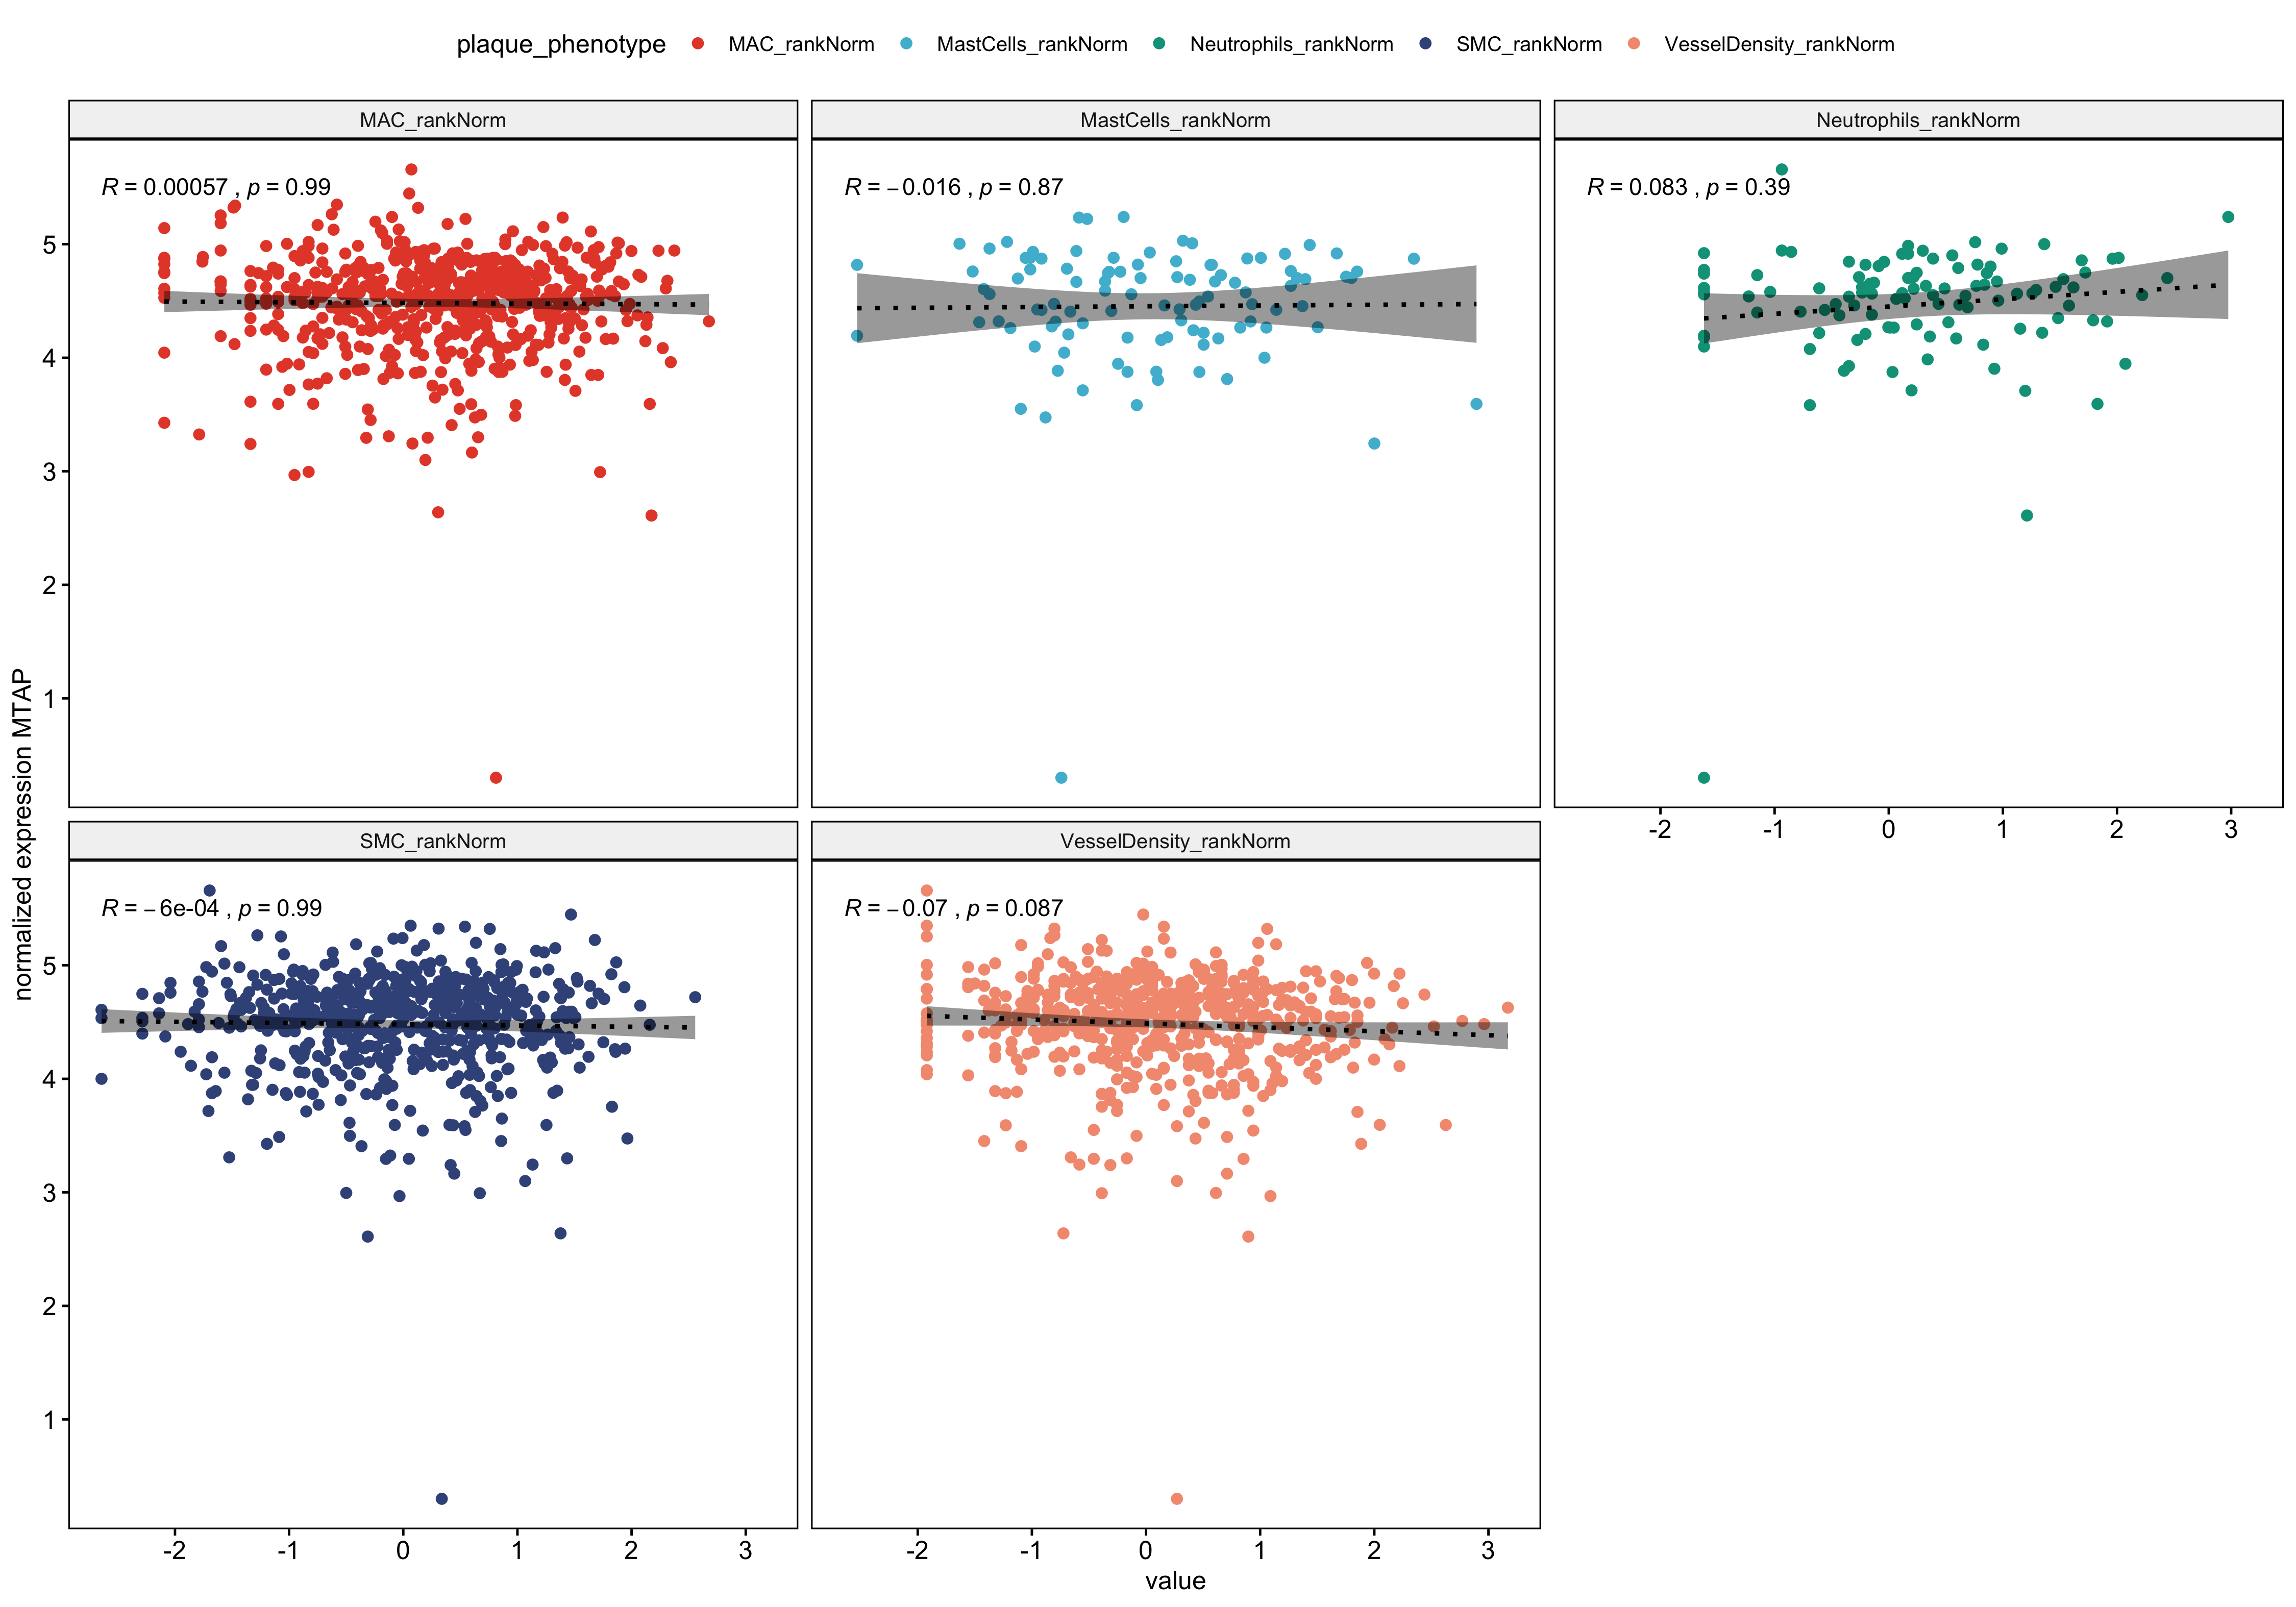 plaque_phenotype MAC_rankNorm MastCells_rankNorm Neutrophils_rankNorm SMC_rankNorm VesselDensity_rankNorm
MAC_rankNorm
MastCells_rankNorm
Neutrophils_rankNorm
R = 0.00057 , p = 0.99
R = −0.016 , p = 0.87
R = 0.083 , p = 0.39
5
4
3
2
1
-2 -1 0 1 2 3
normalized expression MTAP
SMC_rankNorm
VesselDensity_rankNorm
R = −6e-04 , p = 0.99
R = −0.07 , p = 0.087
5
4
3
2
1
-2 -1 0 1 2 3
-2 -1 0 1 2 3
value